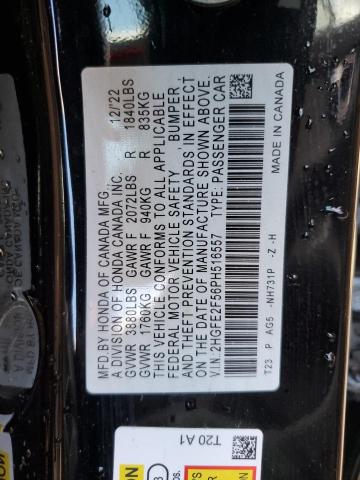 MFD.BY HONDA OF CANADA MFG., 12/22
A DIVISION OF HONDA CANADA INC.
GVWR 3880LBS GAWR F 2072LBS R 1840LBS
GVWR 1760KG GAWR F 940KG R 835KG
THIS VEHICLE CONFORMS TO ALL APPLICABLE
FEDERAL MOTOR VEHICLE SAFETY, BUMPER,
AND THEFT PREVENTION STANDARDS IN EFFECT
ON THE DATE OF MANUFACTURE SHOWN ABOVE.
V.I.N: 2HGFE2F56PH516557 TYPE: PASSENGER CAR
T23 P AG5 -NH731P -Z -H MADE IN CANADA
T20 A1